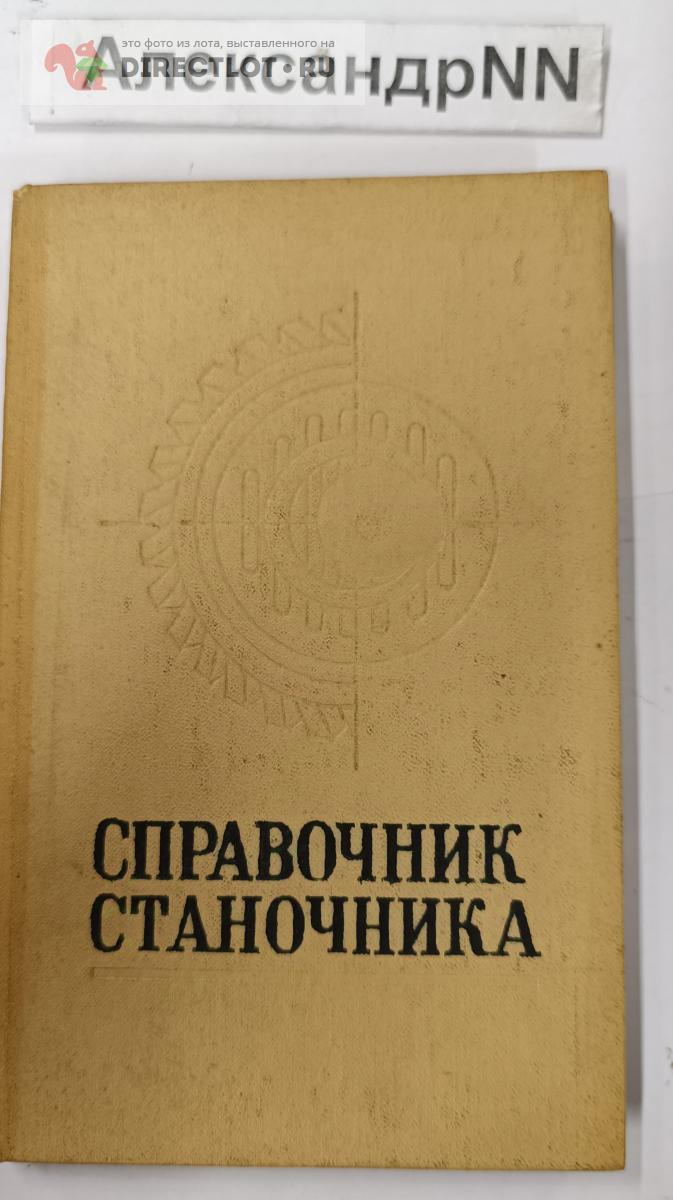 это фото из лота, выставленного на
DIRECTLOT.RU
АлександрNN
СПРАВОЧНИК
СТАНОЧНИКА